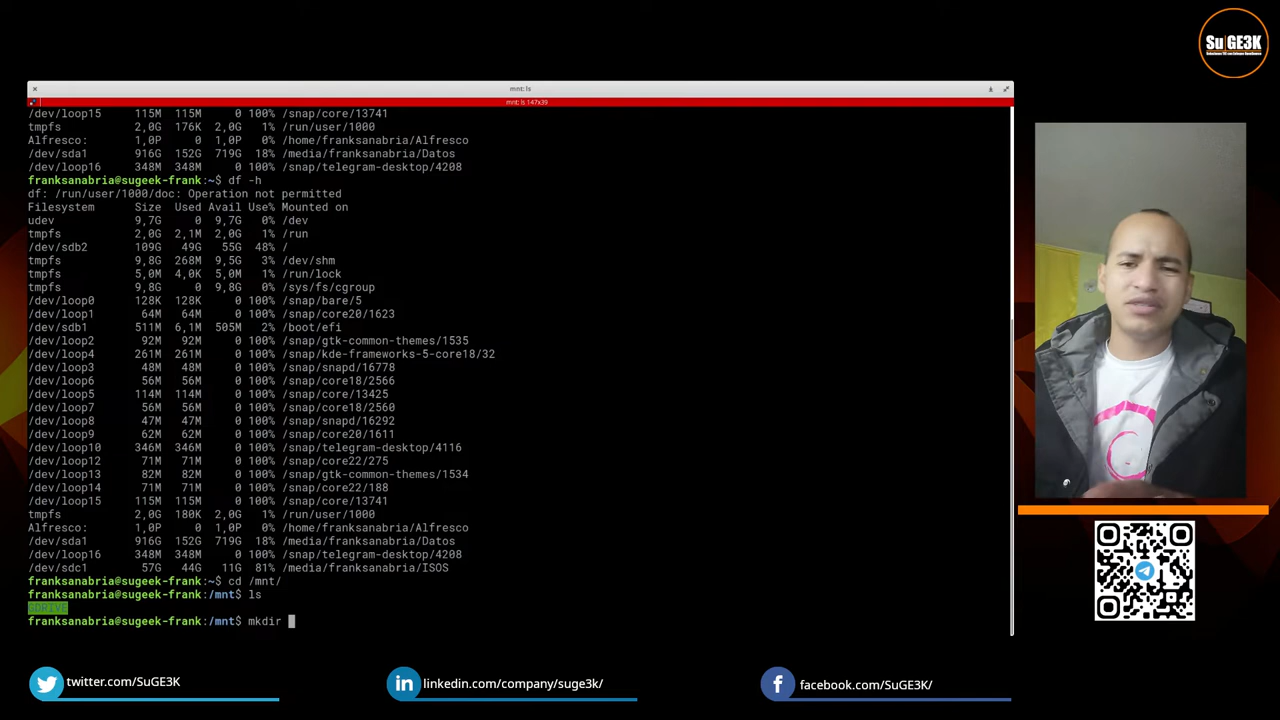 SuGE3K
mnt: ls
mnt: ls 147x39
/dev/loop15 115M 115M 0 100% /snap/core/13741
tmpfs 2,0G 176K 2,0G 1% /run/user/1000
Alfresco: 1,0P 0 1,0P 0% /home/franksanabria/Alfresco
/dev/sda1 916G 152G 719G 18% /media/franksanabria/Datos
/dev/loop16 348M 348M 0 100% /snap/telegram-desktop/4208
franksanabria@sugeek-frank:~$ df -h
df: /run/user/1000/doc: Operation not permitted
Filesystem Size Used Avail Use% Mounted on
udev 9,7G 0 9,7G 0% /dev
tmpfs 2,0G 2,1M 2,0G 1% /run
/dev/sdb2 109G 49G 55G 48% /
tmpfs 9,8G 268M 9,5G 3% /dev/shm
tmpfs 5,0M 4,0K 5,0M 1% /run/lock
tmpfs 9,8G 0 9,8G 0% /sys/fs/cgroup
/dev/loop0 128K 128K 0 100% /snap/bare/5
/dev/loop1 64M 64M 0 100% /snap/core20/1623
/dev/sdb1 511M 6,1M 505M 2% /boot/efi
/dev/loop2 92M 92M 0 100% /snap/gtk-common-themes/1535
/dev/loop4 261M 261M 0 100% /snap/kde-frameworks-5-core18/32
/dev/loop3 48M 48M 0 100% /snap/snapd/16778
/dev/loop6 56M 56M 0 100% /snap/core18/2566
/dev/loop5 114M 114M 0 100% /snap/core/13425
/dev/loop7 56M 56M 0 100% /snap/core18/2560
/dev/loop8 47M 47M 0 100% /snap/snapd/16292
/dev/loop9 62M 62M 0 100% /snap/core20/1611
/dev/loop10 346M 346M 0 100% /snap/telegram-desktop/4116
/dev/loop12 71M 71M 0 100% /snap/core22/275
/dev/loop13 82M 82M 0 100% /snap/gtk-common-themes/1534
/dev/loop14 71M 71M 0 100% /snap/core22/188
/dev/loop15 115M 115M 0 100% /snap/core/13741
tmpfs 2,0G 180K 2,0G 1% /run/user/1000
Alfresco: 1,0P 0 1,0P 0% /home/franksanabria/Alfresco
/dev/sda1 916G 152G 719G 18% /media/franksanabria/Datos
/dev/loop16 348M 348M 0 100% /snap/telegram-desktop/4208
/dev/sdc1 57G 44G 11G 81% /media/franksanabria/ISOS
franksanabria@sugeek-frank:~$ cd /mnt/
franksanabria@sugeek-frank:/mnt$ ls
GDRIVE
franksanabria@sugeek-frank:/mnt$ mkdir
twitter.com/SuGE3K
linkedin.com/company/suge3k/
facebook.com/SuGE3K/